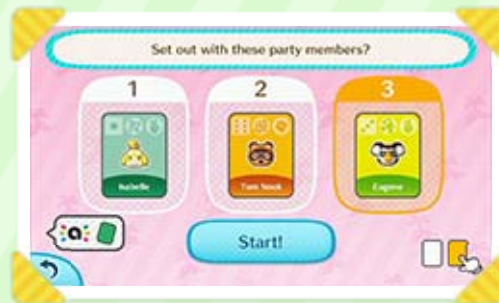 Set out with these party members?
1
2
3
Isabelle
Tom Nook
Eugene
a
Start!